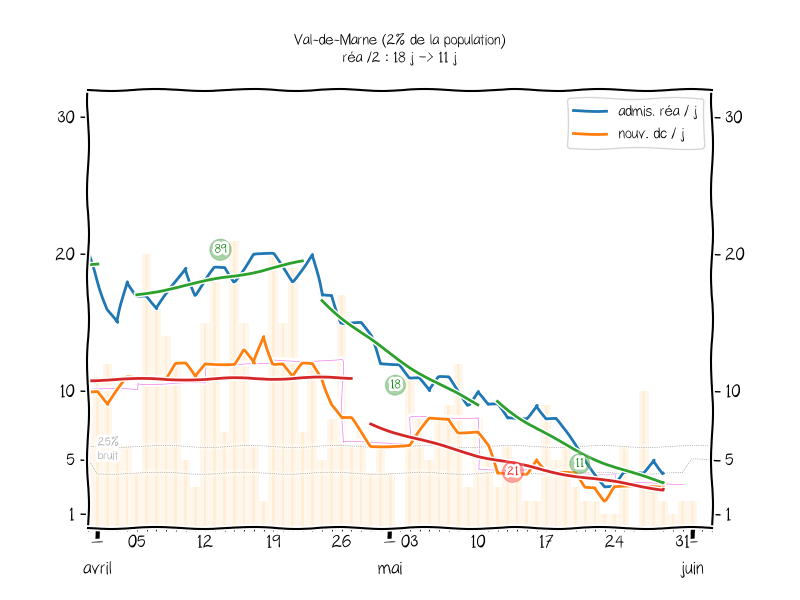 Val-de-Marne (2% de la population)
réa /2 : 18 j -> 11 j
admis. réa / j
nouv. dc / j
30
30
20
20
10
10
5
5
1
1
89
18
11
21
25%
bruit
05 12 19 26 03 10 17 24 31
avril mai juin